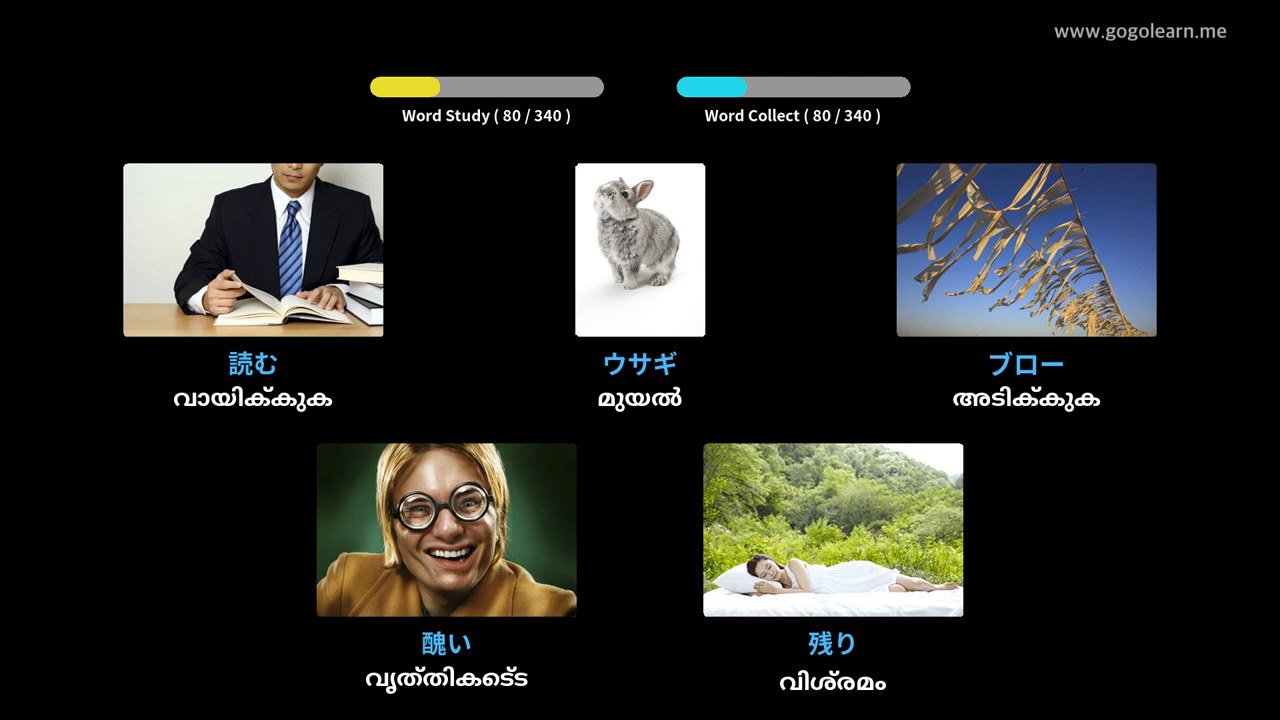 www.gogolearn.me
Word Study ( 80 / 340 )
Word Collect ( 80 / 340 )
読む
വായിക്കുക
ウサギ
മുയൽ
ブロー
അടിക്കുക
醜い
വൃത്തികട്ടെ
残り
വിശ്രമം